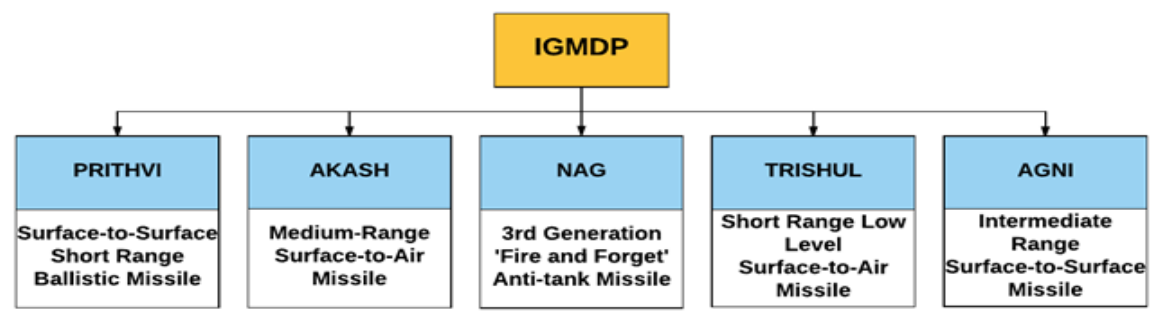 IGMDP
PRITHVI
Surface-to-Surface
Short Range
Ballistic Missile
AKASH
Medium-Range
Surface-to-Air
Missile
NAG
3rd Generation
'Fire and Forget'
Anti-tank Missile
TRISHUL
Short Range Low
Level
Surface-to-Air
Missile
AGNI
Intermediate
Range
Surface-to-Surface
Missile